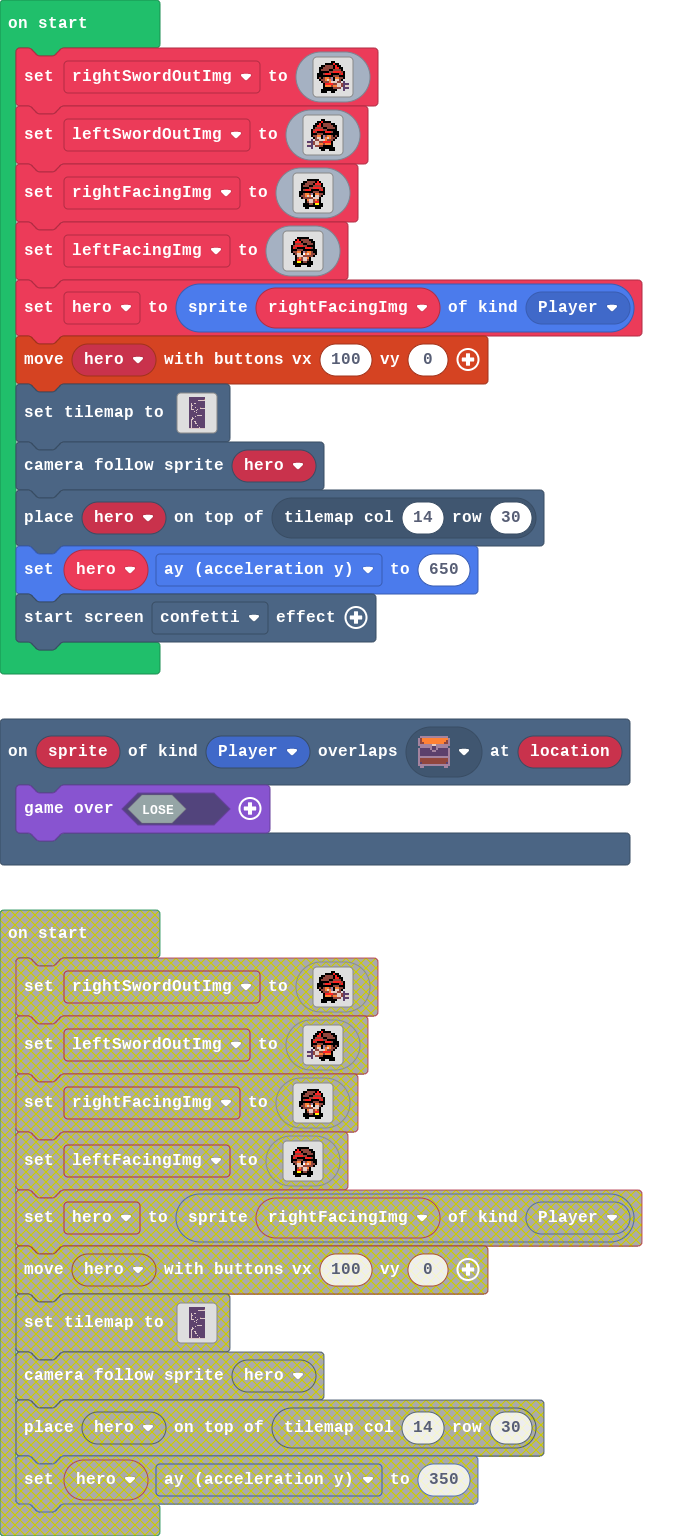 on start
set rightSwordOutImg to
set leftSwordOutImg to
set rightFacingImg to
set leftFacingImg to
set hero to sprite rightFacingImg of kind Player
move hero with buttons vx 100 vy 0
set tilemap to
camera follow sprite hero
place hero on top of tilemap col 14 row 30
set hero ay (acceleration y) to 650
start screen confetti effect
on sprite of kind Player overlaps at location
game over LOSE
on start
set rightSwordOutImg to
set leftSwordOutImg to
set rightFacingImg to
set leftFacingImg to
set hero to sprite rightFacingImg of kind Player
move hero with buttons vx 100 vy 0
set tilemap to
camera follow sprite hero
place hero on top of tilemap col 14 row 30
set hero ay (acceleration y) to 350